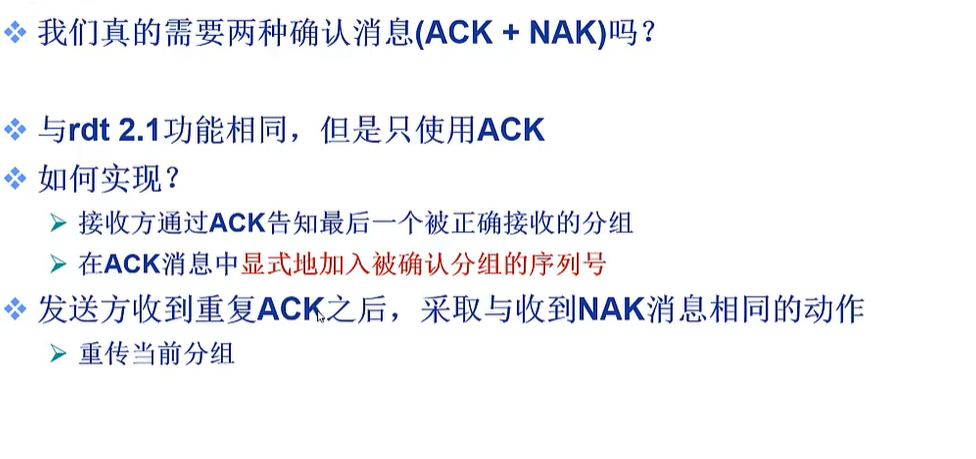 我们真的需要两种确认消息(ACK + NAK)吗？
与rdt 2.1功能相同，但是只使用ACK
如何实现？
接收方通过ACK告知最后一个被正确接收的分组
在ACK消息中显式地加入被确认分组的序列号
发送方收到重复ACK之后，采取与收到NAK消息相同的动作
重传当前分组